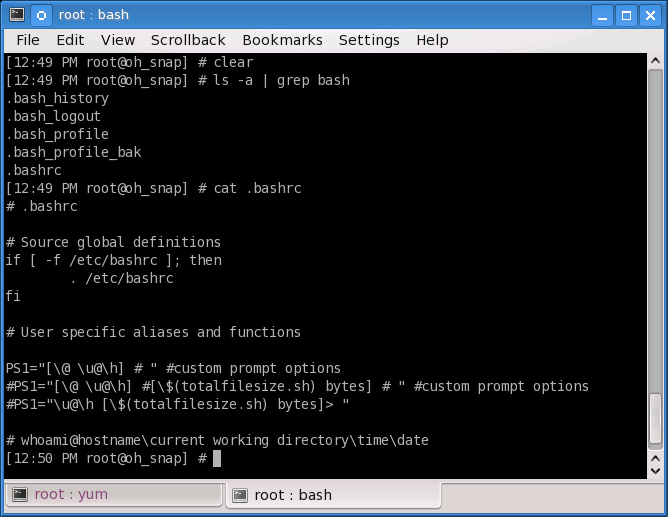 root : bash
File Edit View Scrollback Bookmarks Settings Help
[12:49 PM root@oh_snap] # clear
[12:49 PM root@oh_snap] # ls -a | grep bash
.bash_history
.bash_logout
.bash_profile
.bash_profile_bak
.bashrc
[12:49 PM root@oh_snap] # cat .bashrc
# .bashrc

# Source global definitions
if [ -f /etc/bashrc ]; then
        . /etc/bashrc
fi

# User specific aliases and functions

PS1="[\@ \u@\h] # " #custom prompt options
#PS1="[\@ \u@\h] #[\$(totalfilesize.sh) bytes] # " #custom prompt options
#PS1="\u@\h [\$(totalfilesize.sh) bytes]> "

# whoami@hostname\current working directory\time\date
[12:50 PM root@oh_snap] #
root : yum
root : bash